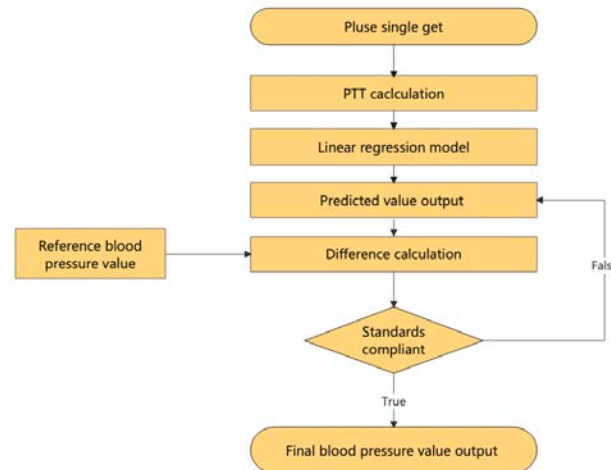 Pluse single get
PTT caclculation
Linear regression model
Predicted value output
Reference blood
pressure value
Difference calculation
Fals
Standards
compliant
True
Final blood pressure value output